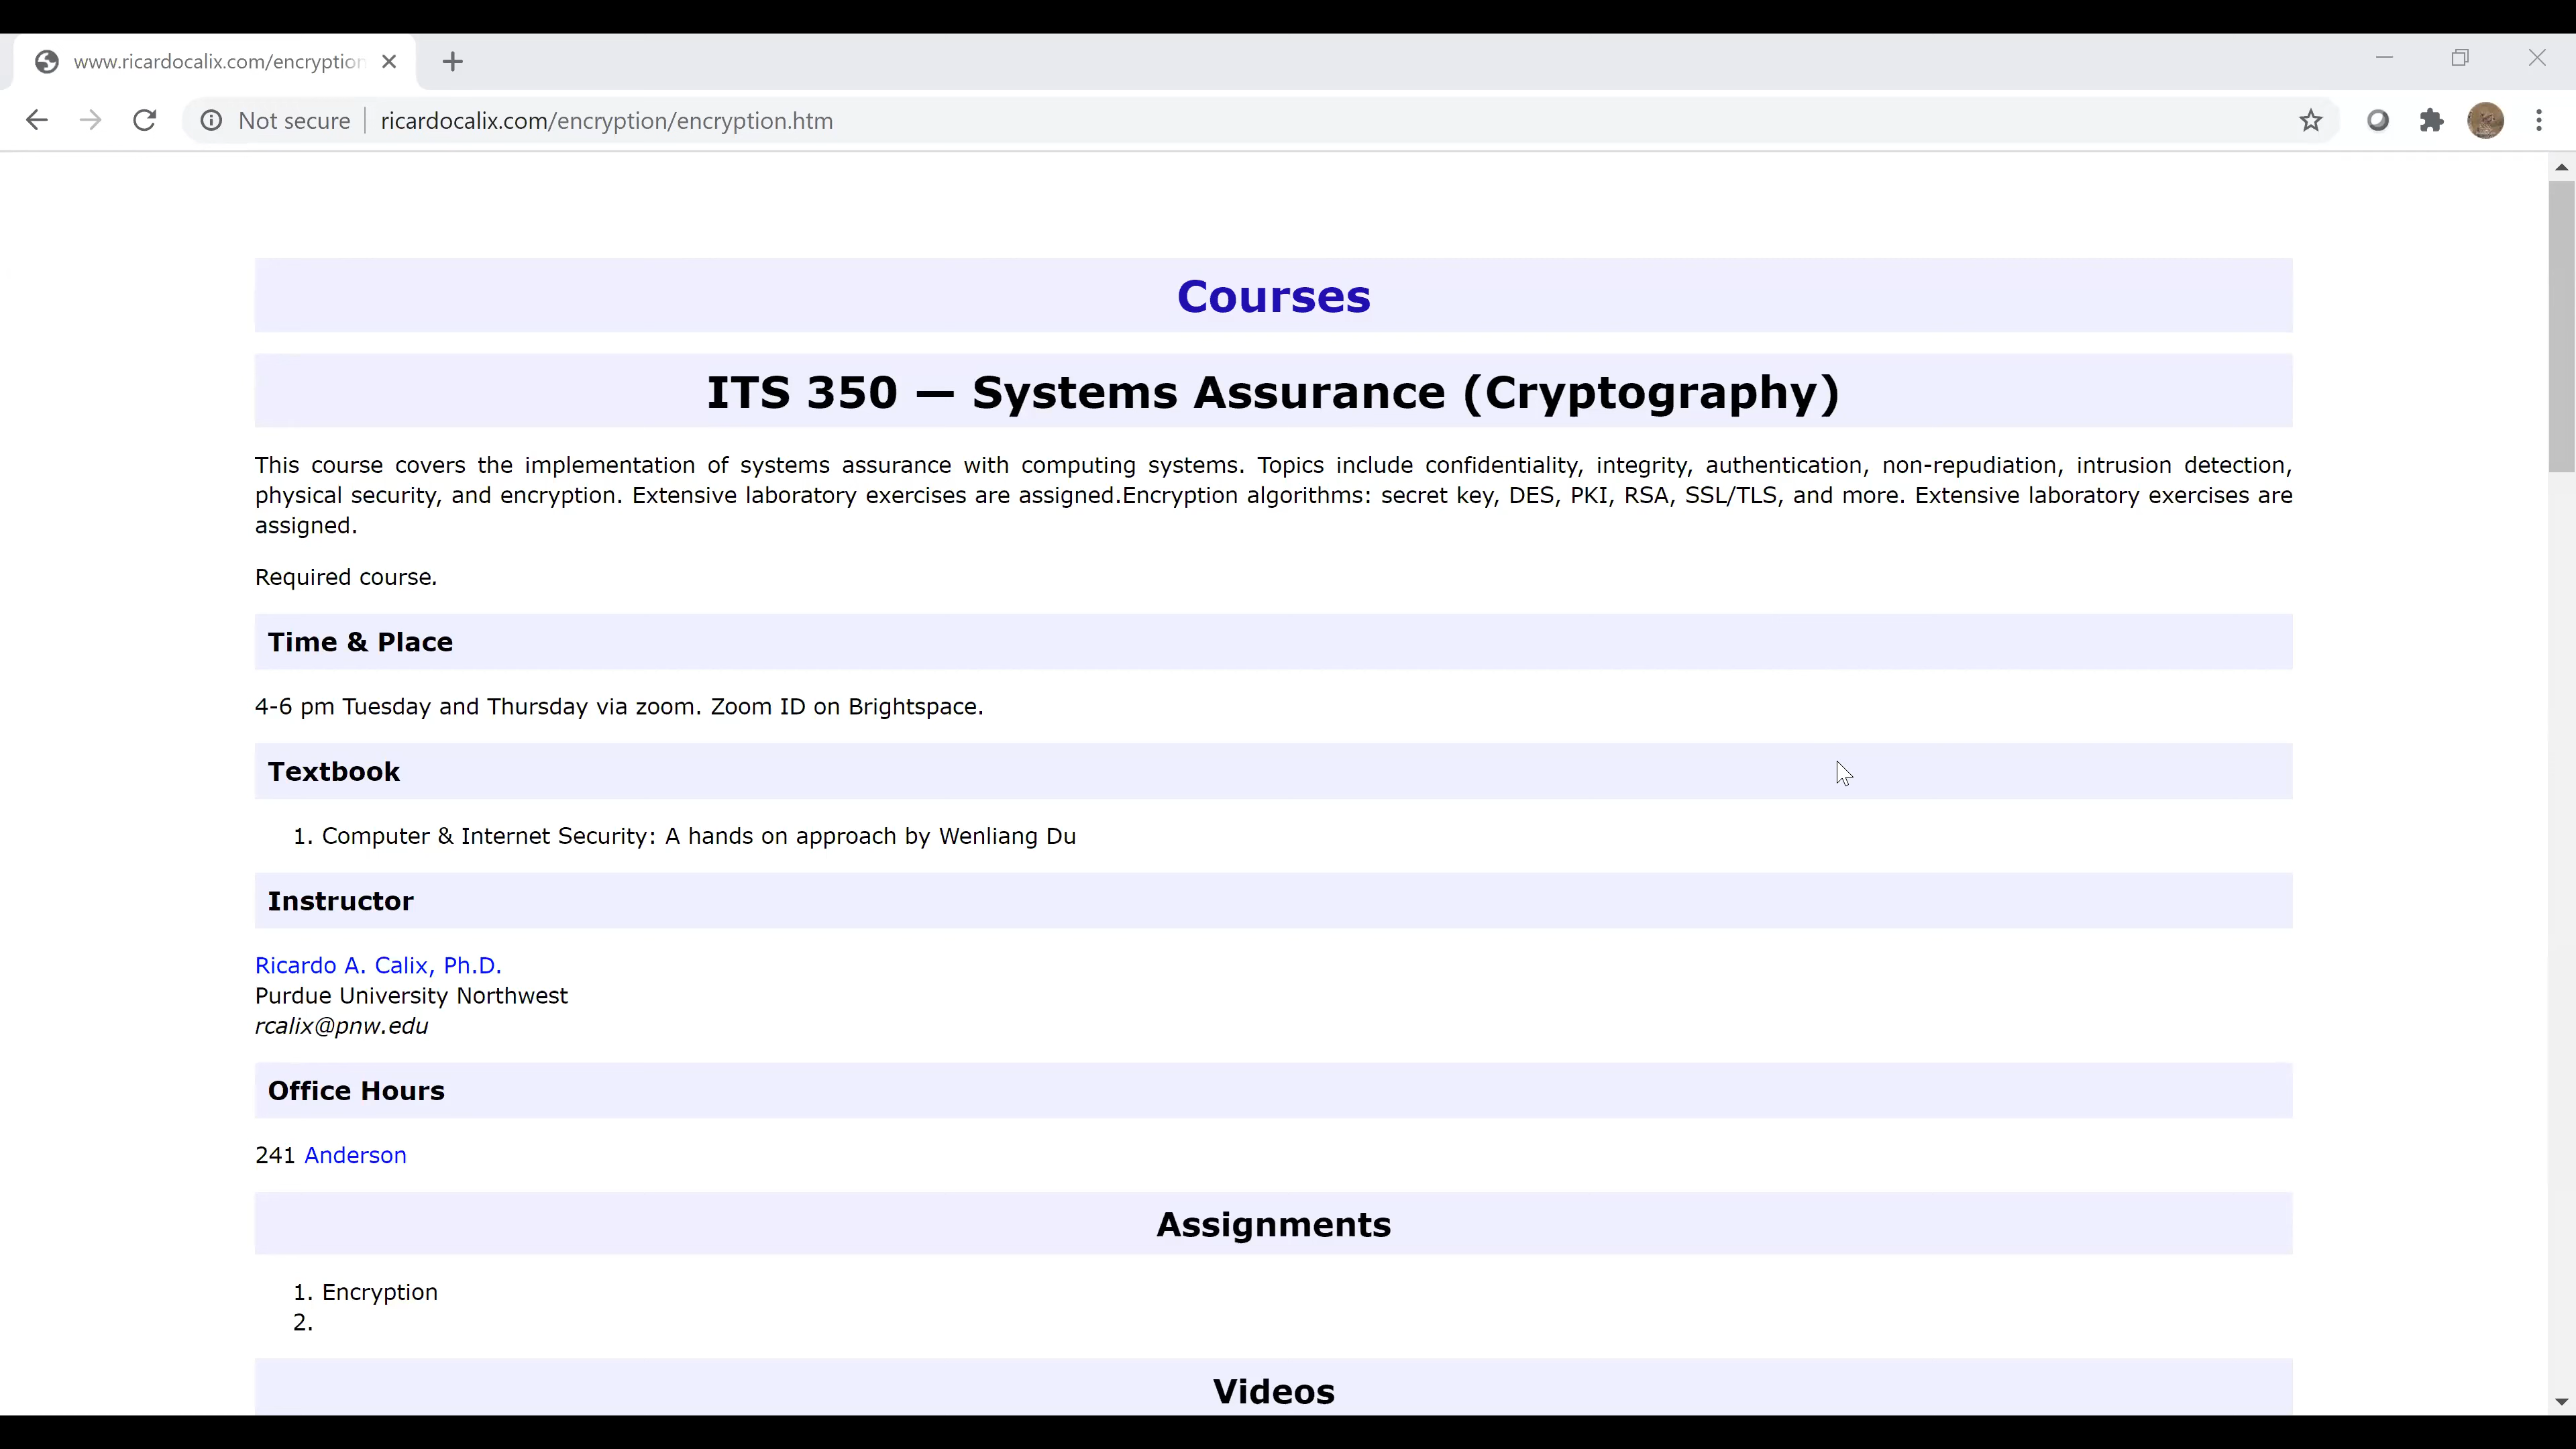 www.ricardocalix.com/encryption
Not secure ricardocalix.com/encryption/encryption.htm
Courses
ITS 350 — Systems Assurance (Cryptography)
This course covers the implementation of systems assurance with computing systems. Topics include confidentiality, integrity, authentication, non-repudiation, intrusion detection,
physical security, and encryption. Extensive laboratory exercises are assigned.Encryption algorithms: secret key, DES, PKI, RSA, SSL/TLS, and more. Extensive laboratory exercises are
assigned.
Required course.
Time & Place
4-6 pm Tuesday and Thursday via zoom. Zoom ID on Brightspace.
Textbook
1. Computer & Internet Security: A hands on approach by Wenliang Du
Instructor
Ricardo A. Calix, Ph.D.
Purdue University Northwest
rcalix@pnw.edu
Office Hours
241 Anderson
Assignments
1. Encryption
2.
Videos